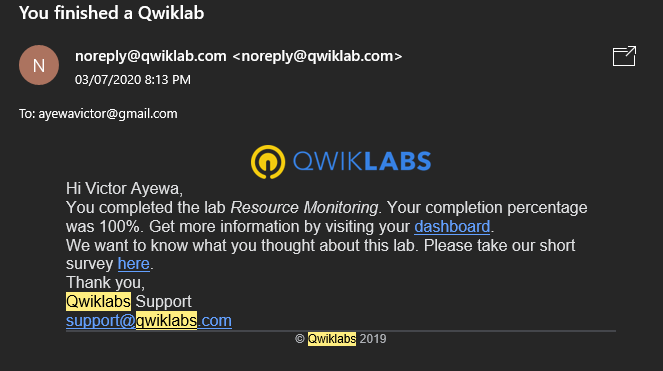 You finished a Qwiklab
N
noreply@qwiklab.com <noreply@qwiklab.com>
03/07/2020 8:13 PM
To: ayewavictor@gmail.com
QWIKLABS
Hi Victor Ayewa,
You completed the lab Resource Monitoring. Your completion percentage
was 100%. Get more information by visiting your dashboard.
We want to know what you thought about this lab. Please take our short
survey here.
Thank you,
Qwiklabs Support
support@qwiklabs.com
© Qwiklabs 2019